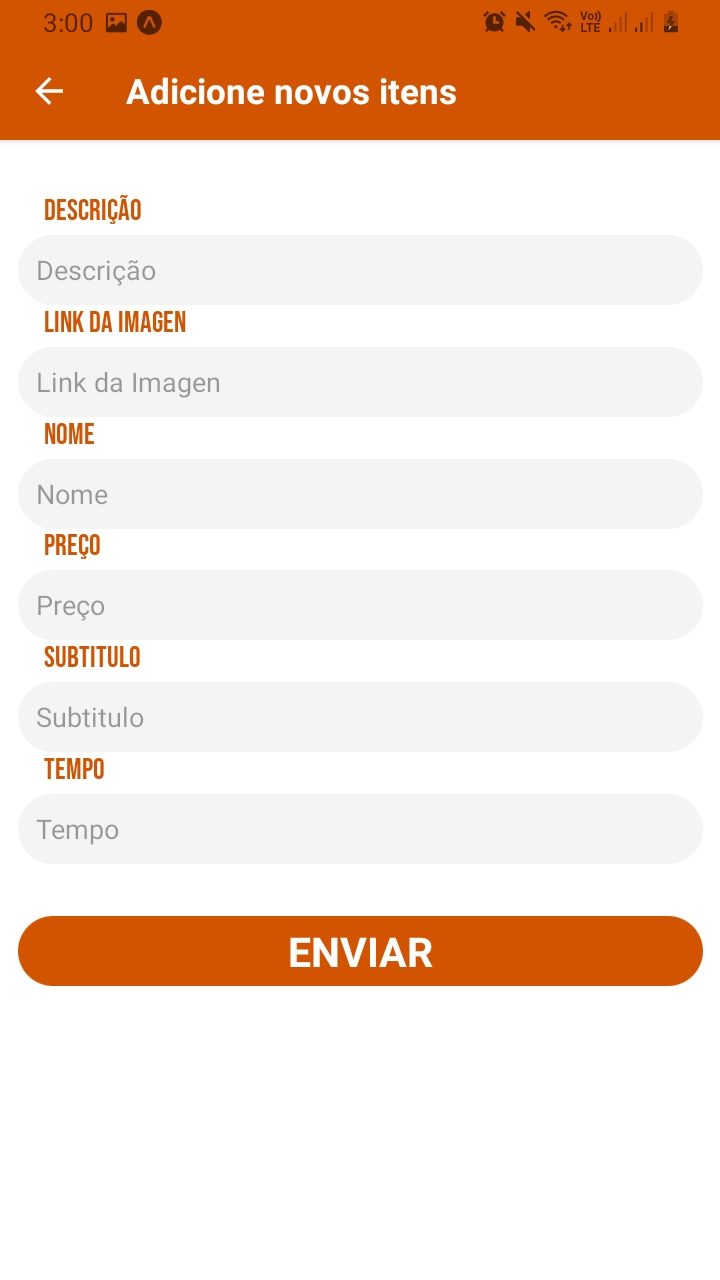 3:00
Vo)) LTE
Adicione novos itens
DESCRIÇÃO
Descrição
LINK DA IMAGEN
Link da Imagen
NOME
Nome
PREÇO
Preço
SUBTITULO
Subtitulo
TEMPO
Tempo
ENVIAR